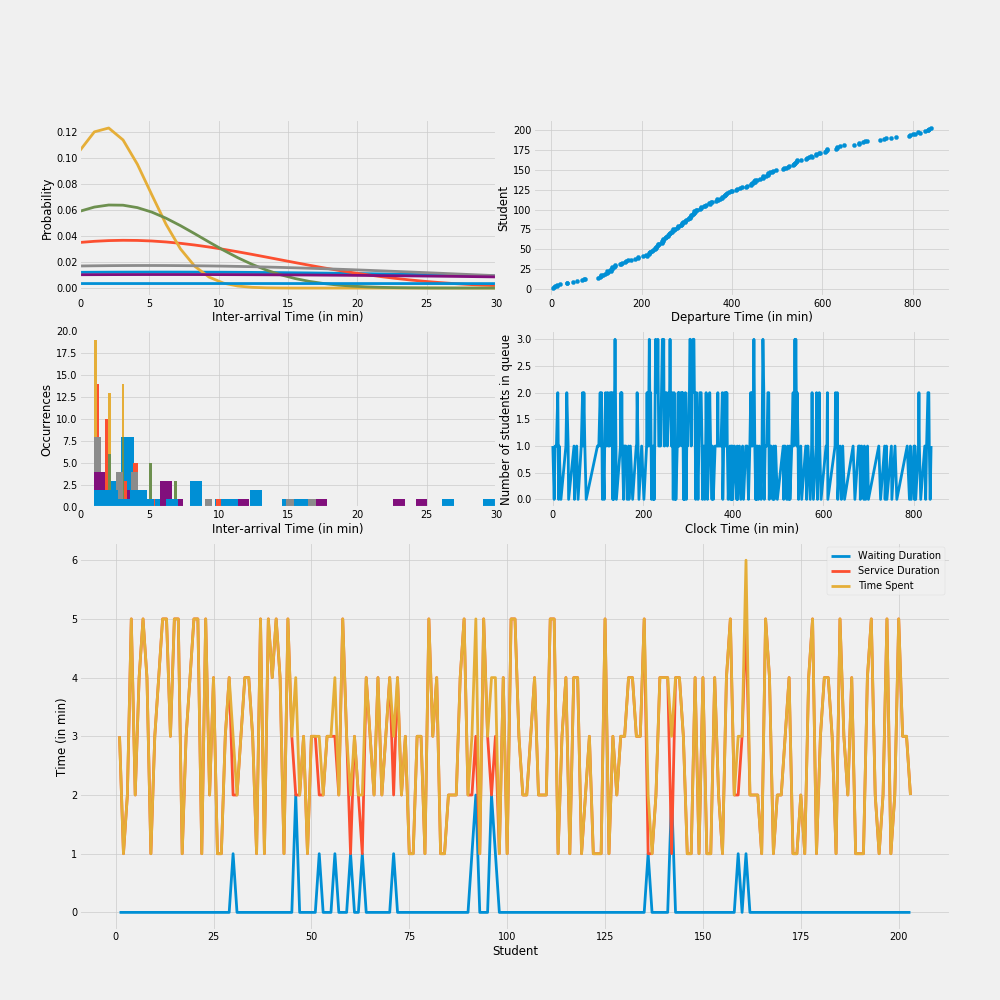 0.12
0.10
0.08
0.06
0.04
0.02
0.00
Probability
0 5 10 15 20 25 30
Inter-arrival Time (in min)
200
175
150
125
100
75
50
25
0
Student
0 200 400 600 800
Departure Time (in min)
20.0
17.5
15.0
12.5
10.0
7.5
5.0
2.5
0.0
Occurrences
0 5 10 15 20 25 30
Inter-arrival Time (in min)
3.0
2.5
2.0
1.5
1.0
0.5
0.0
Number of students in queue
0 200 400 600 800
Clock Time (in min)
Waiting Duration
Service Duration
Time Spent
6
5
4
3
2
1
0
Time (in min)
0 25 50 75 100 125 150 175 200
Student